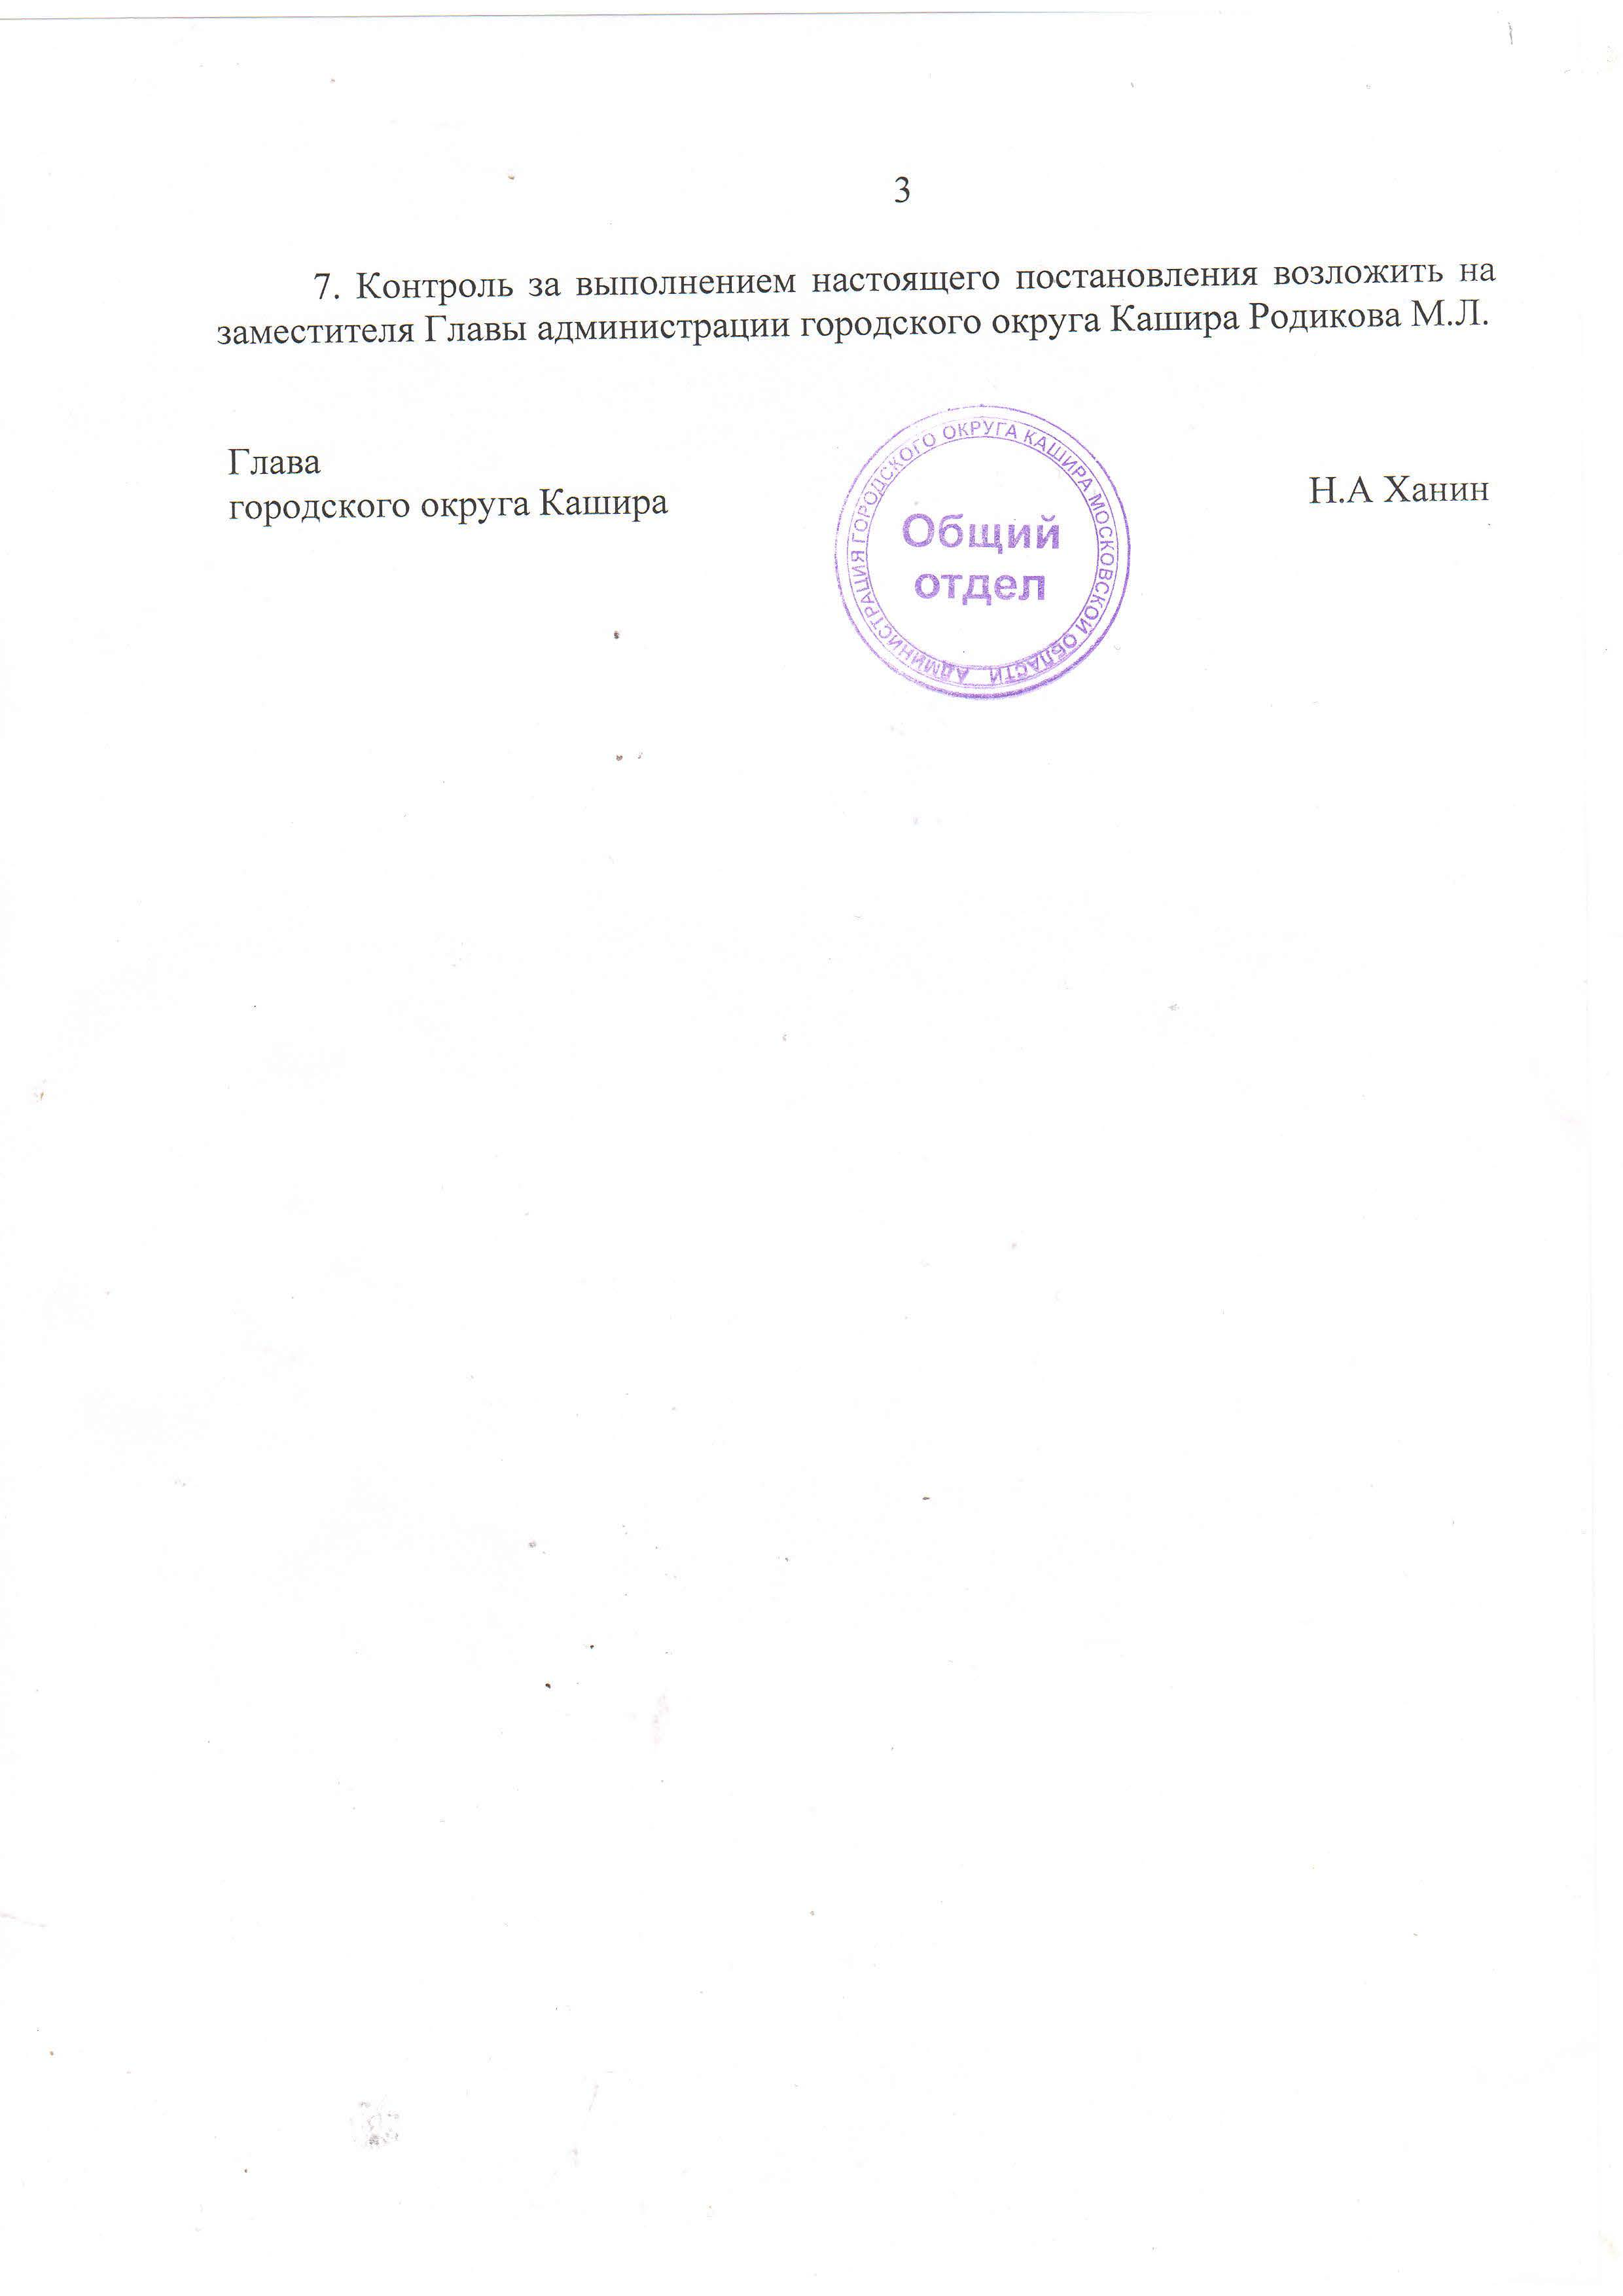 3
7. Контроль за выполнением настоящего постановления возложить на
заместителя Главы администрации городского округа Кашира Родикова М.Л.
Глава
городского округа Кашира
Н.А Ханин
АДМИНИСТРАЦИЯ ГОРОДСКОГО ОКРУГА КАШИРА МОСКОВСКОЙ ОБЛАСТИ
Общий
отдел